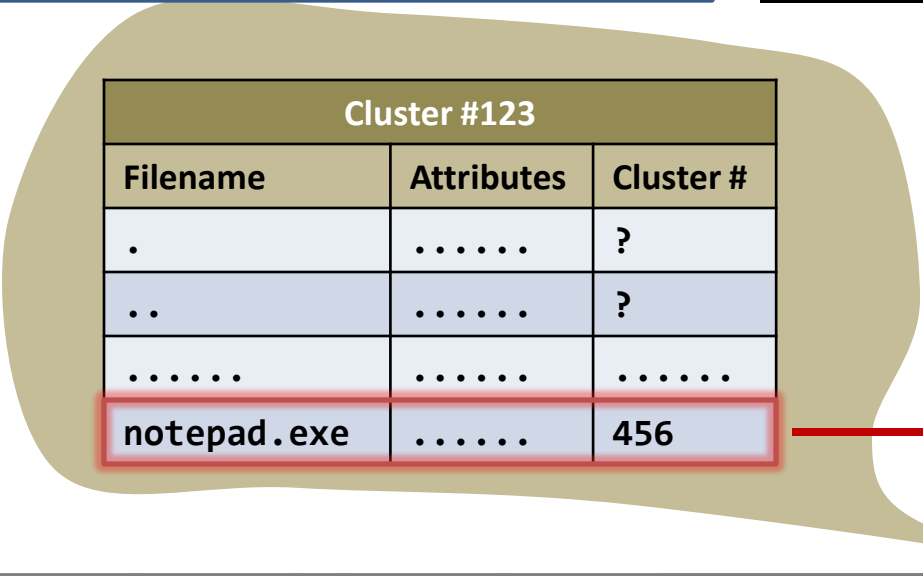 Cluster #123
Filename Attributes Cluster #
. ...... ?
.. ...... ?
...... ...... ......
notepad.exe ...... 456